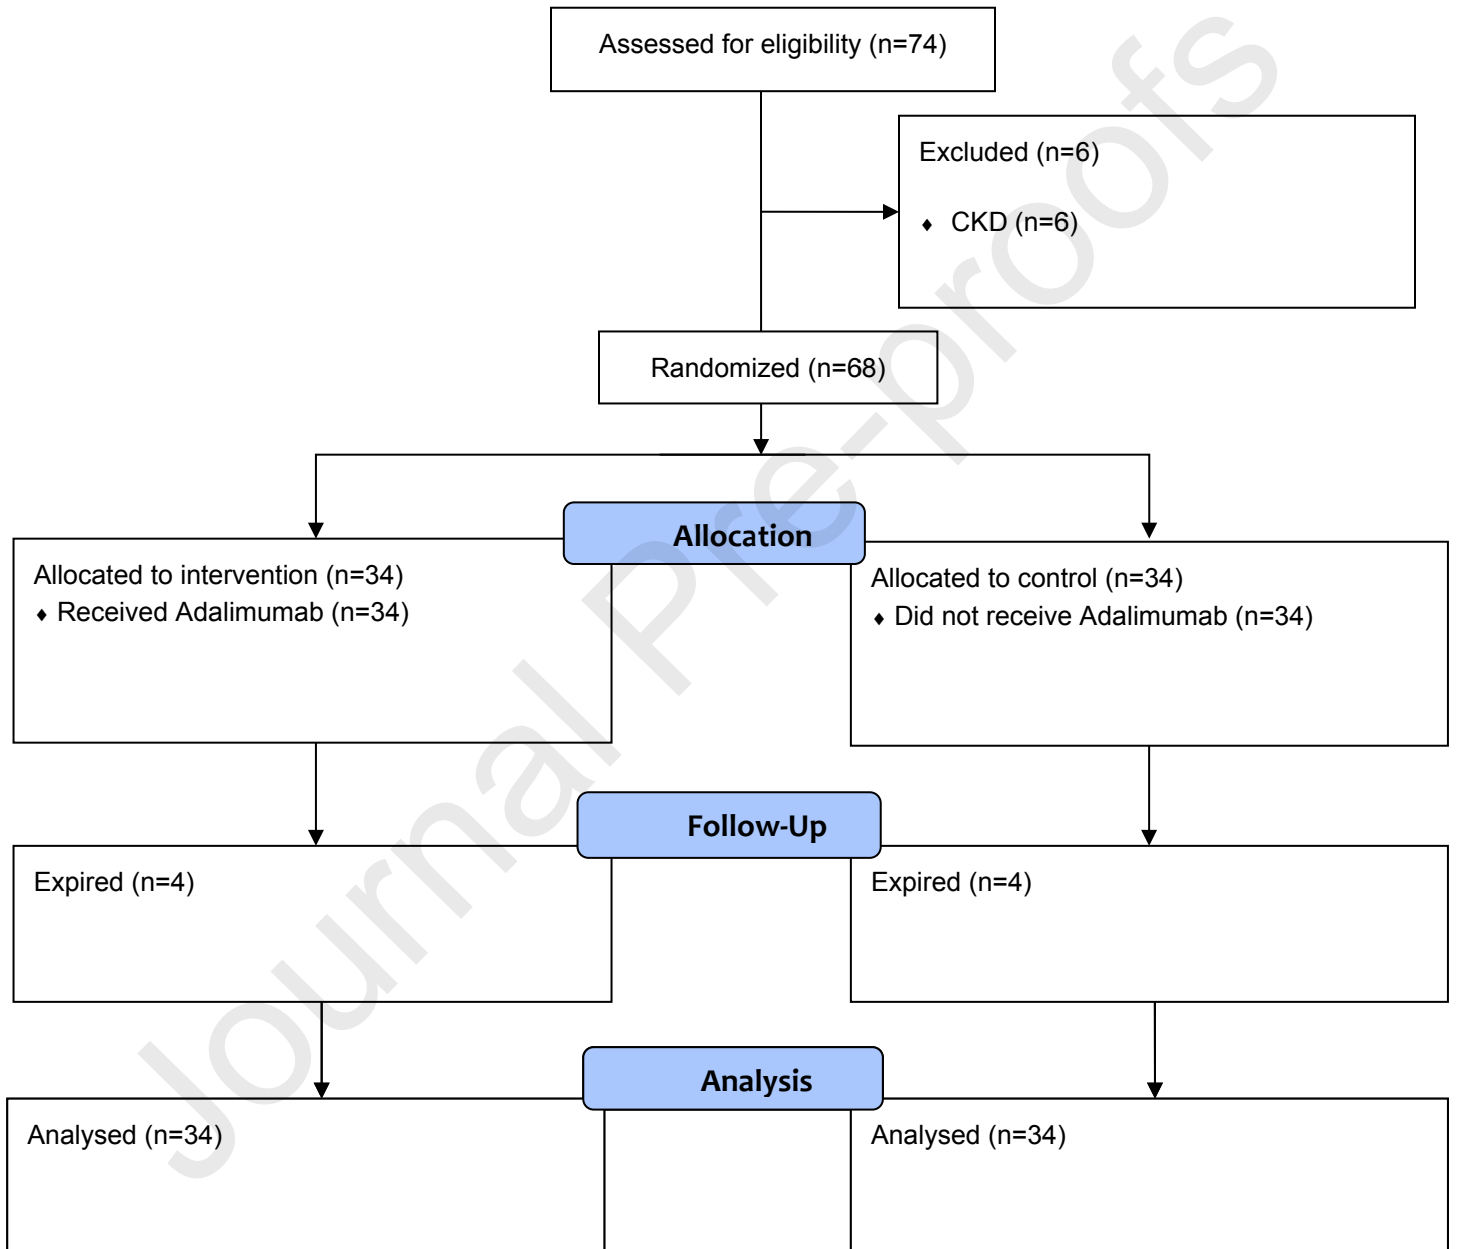 Assessed for eligibility (n=74)
Excluded (n=6)
♦ CKD (n=6)
Randomized (n=68)
Allocation
Allocated to intervention (n=34)
♦ Received Adalimumab (n=34)
Allocated to control (n=34)
♦ Did not receive Adalimumab (n=34)
Follow-Up
Expired (n=4)
Expired (n=4)
Analysis
Analysed (n=34)
Analysed (n=34)
Journal Pre-proofs